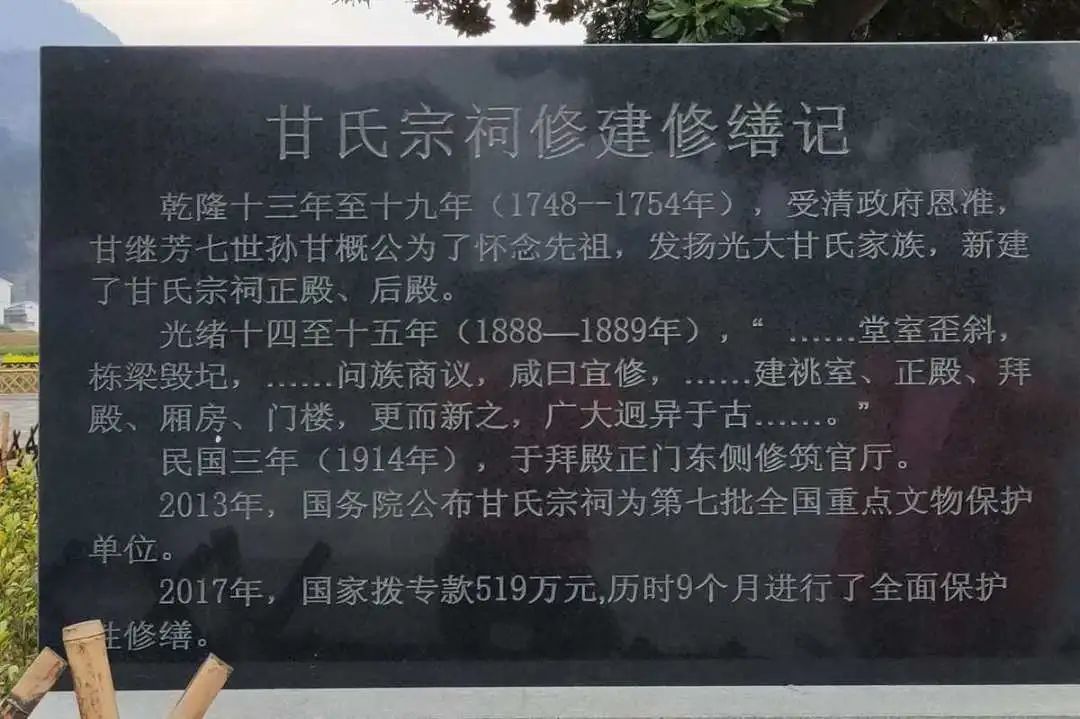 甘氏宗祠修建修缮记
乾隆十三年至十九年（1748--1754年），受清政府恩准，
甘继芳七世孙甘概公为了怀念先祖，发扬光大甘氏家族，新建
了甘氏宗祠正殿、后殿。
光绪十四至十五年（1888—1889年），“ ……堂室歪斜，
栋梁毁圮，……问族商议，咸曰宜修，……建祧室、正殿、拜
殿、厢房、门楼，更而新之，广大迥异于古……。”
民国三年（1914年），于拜殿正门东侧修筑官厅。
2013年，国务院公布甘氏宗祠为第七批全国重点文物保护
单位。
2017年，国家拨专款519万元,历时9个月进行了全面保护
性修缮。